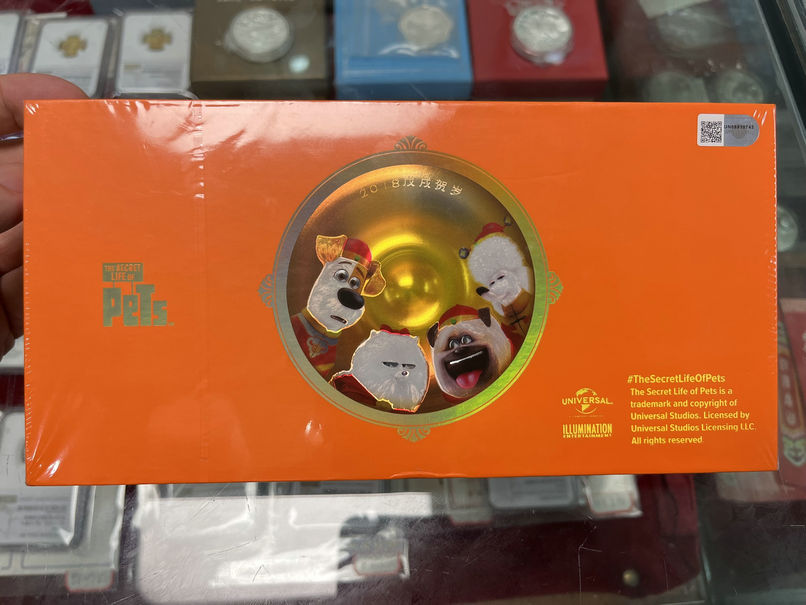 2018戊戌贺岁
THE SECRET
LIFE OF
PETS
UNIVERSAL
ILLUMINATION
ENTERTAINMENT
#TheSecretLifeOfPets
The Secret Life of Pets is a
trademark and copyright of
Universal Studios. Licensed by
Universal Studios Licensing LLC.
All rights reserved.